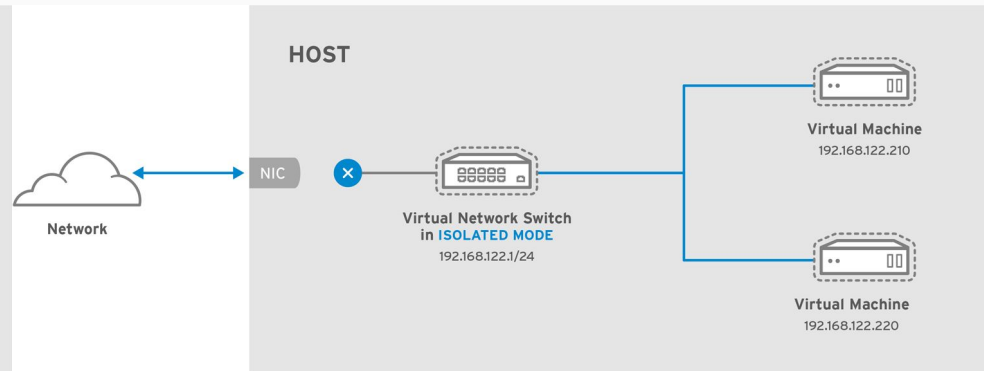 HOST
NIC
Network
Virtual Network Switch
in ISOLATED MODE
192.168.122.1/24
Virtual Machine
192.168.122.210
Virtual Machine
192.168.122.220